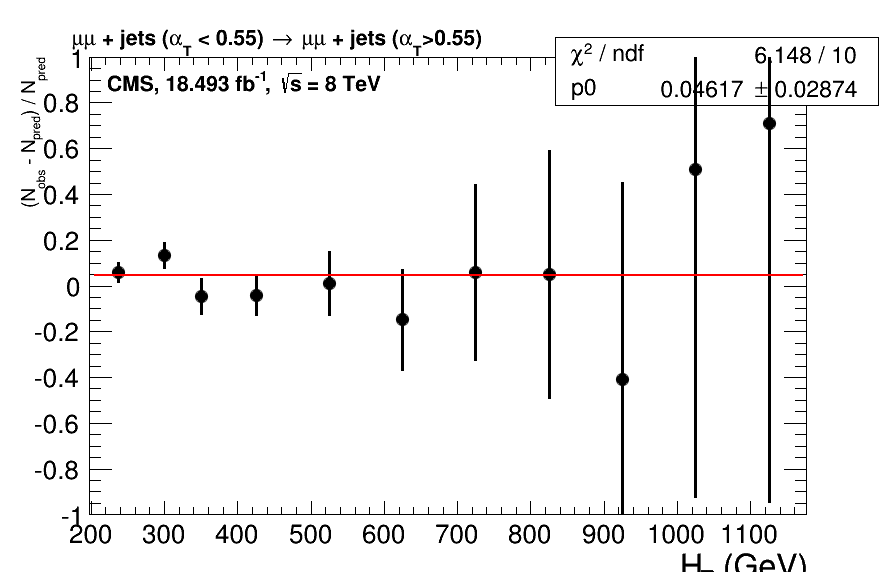 μμ + jets (α_T < 0.55) → μμ + jets (α_T>0.55)
χ² / ndf 6.148 / 10
p0 0.04617 ± 0.02874
CMS, 18.493 fb⁻¹, √s = 8 TeV
(N_obs - N_pred) / N_pred
1
0.8
0.6
0.4
0.2
0
-0.2
-0.4
-0.6
-0.8
-1
200 300 400 500 600 700 800 900 1000 1100
(GeV)